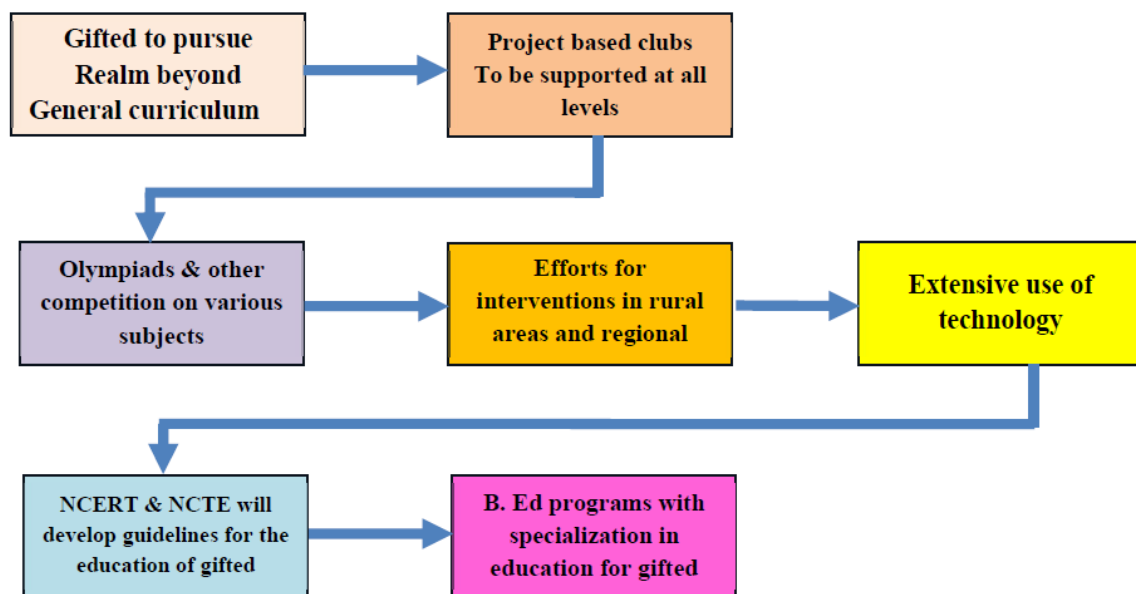 Gifted to pursue
Realm beyond
General curriculum
Project based clubs
To be supported at all
levels
Olympiads & other
competition on various
subjects
Efforts for
interventions in rural
areas and regional
Extensive use of
technology
NCERT & NCTE will
develop guidelines for the
education of gifted
B. Ed programs with
specialization in
education for gifted